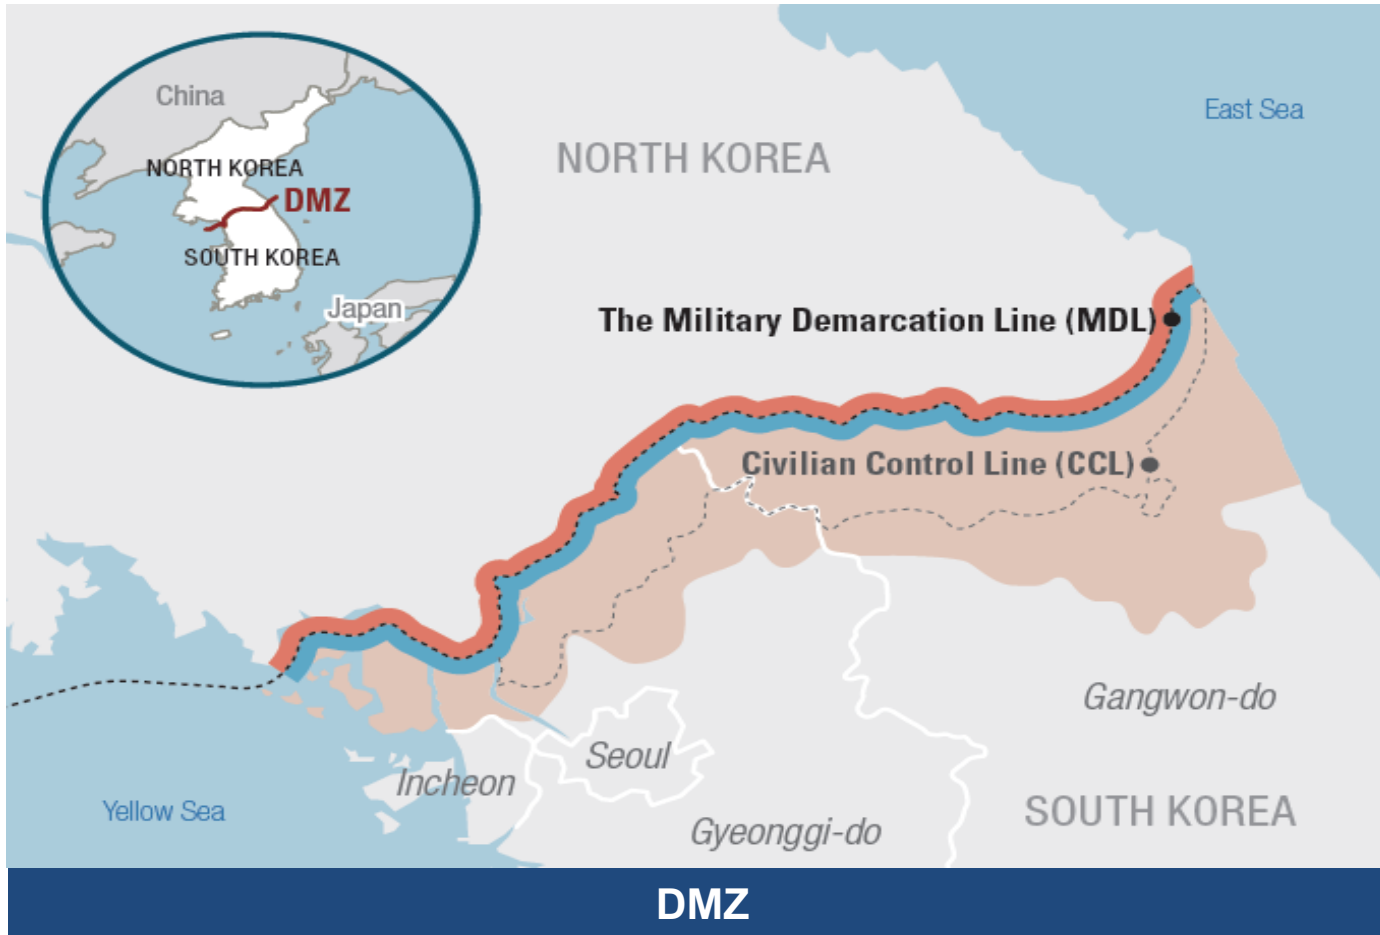 China
NORTH KOREA
DMZ
SOUTH KOREA
Japan
East Sea
NORTH KOREA
The Military Demarcation Line (MDL)
Civilian Control Line (CCL)
Gangwon-do
Seoul
Incheon
Yellow Sea
SOUTH KOREA
Gyeonggi-do
DMZ